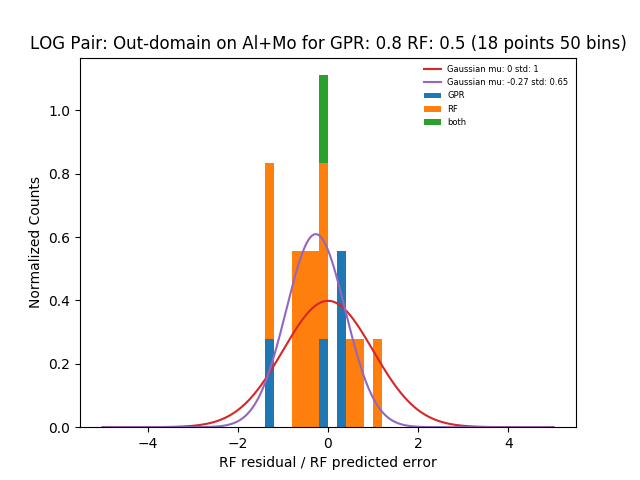 LOG Pair: Out-domain on Al+Mo for GPR: 0.8 RF: 0.5 (18 points 50 bins)
Gaussian mu: 0 std: 1
Gaussian mu: -0.27 std: 0.65
GPR
RF
both
Normalized Counts
1.0
0.8
0.6
0.4
0.2
0.0
−4 −2 0 2 4
RF residual / RF predicted error